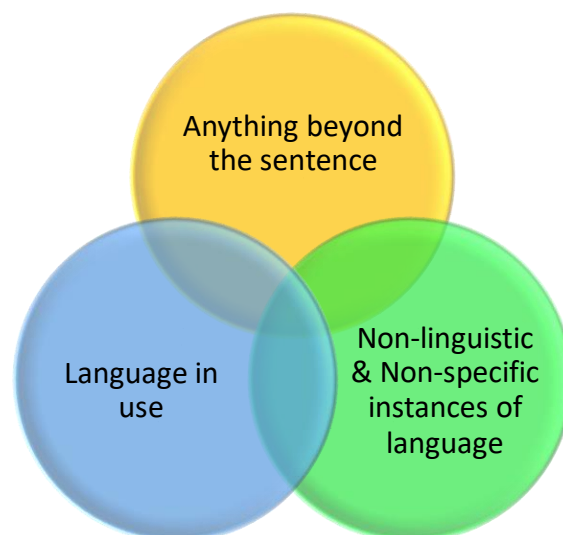 Anything beyond
the sentence
Language in
use
Non-linguistic
& Non-specific
instances of
language